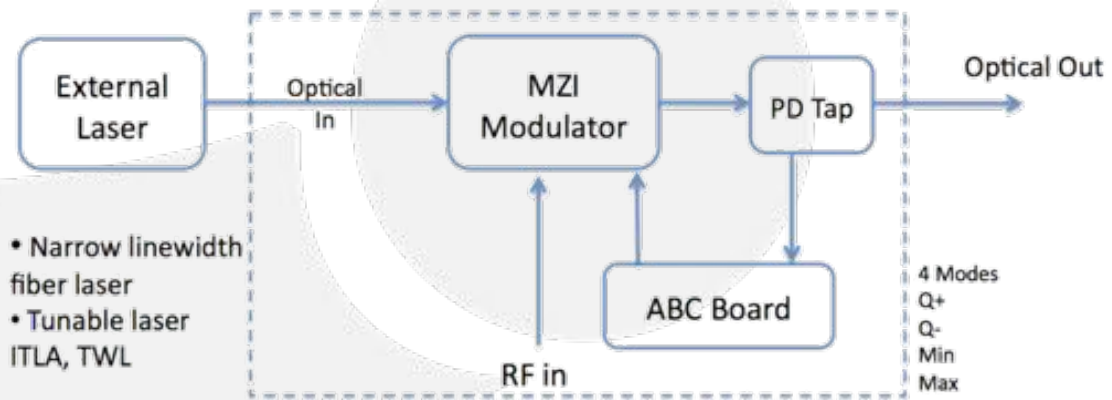 External
Laser
Optical
In
MZI
Modulator
PD Tap
Optical Out
• Narrow linewidth
fiber laser
• Tunable laser
ITLA, TWL
RF in
ABC Board
4 Modes
Q+
Q-
Min
Max